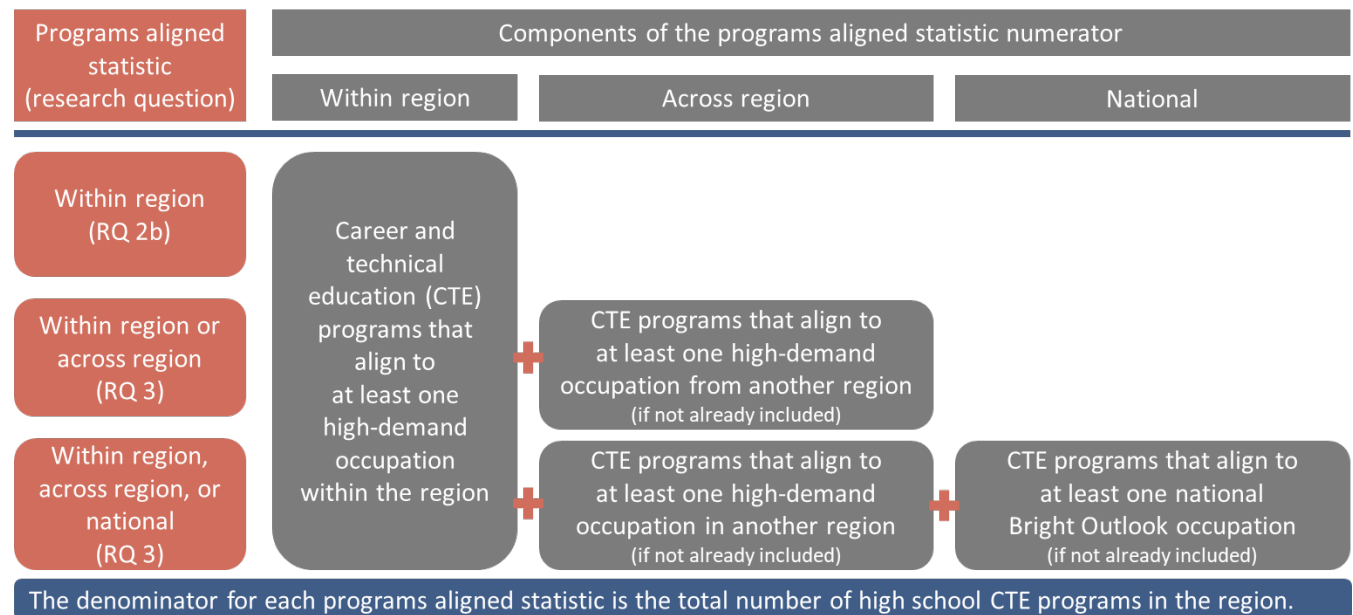 Programs aligned
statistic
(research question)
Components of the programs aligned statistic numerator
Within region
Across region
National
Within region
(RQ 2b)
Within region or
across region
(RQ 3)
Within region,
across region, or
national
(RQ 3)
Career and
technical
education (CTE)
programs that
align to
at least one
high-demand
occupation
within the region
+
CTE programs that align to
at least one high-demand
occupation from another region
(if not already included)
+
CTE programs that align to
at least one high-demand
occupation in another region
(if not already included)
+
CTE programs that align to
at least one national
Bright Outlook occupation
(if not already included)
The denominator for each programs aligned statistic is the total number of high school CTE programs in the region.